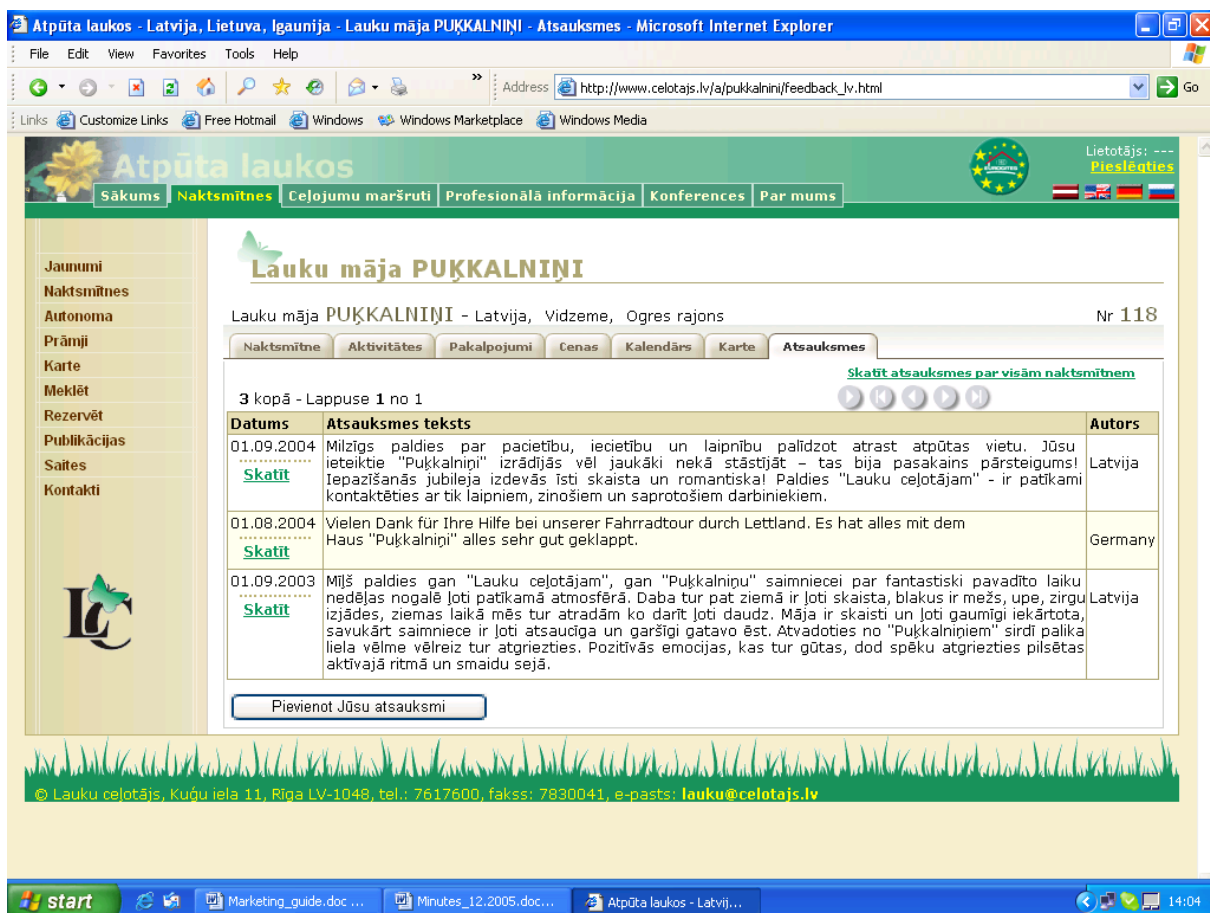 Atpūta laukos - Latvija, Lietuva, Igaunija - Lauku māja PUĶKALNIŅI - Atsauksmes - Microsoft Internet Explorer
File Edit View Favorites Tools Help
» Address http://www.celotajs.lv/a/pukkalnini/feedback_lv.html Go
Links Customize Links Free Hotmail Windows Windows Marketplace Windows Media
Atpūta laukos
Lietotājs: ---
Pieslēgties
Sākums Naktsmītnes Ceļojumu maršruti Profesionālā informācija Konferences Par mums
Jaunumi
Naktsmītnes
Autonoma
Prāmji
Karte
Meklēt
Rezervēt
Publikācijas
Saites
Kontakti
LC
Lauku māja PUĶKALNIŅI
Lauku māja PUĶKALNIŅI - Latvija, Vidzeme, Ogres rajons Nr 118
Naktsmītne Aktivitātes Pakalpojumi Cenas Kalendārs Karte Atsauksmes
Skatīt atsauksmes par visām naktsmītnem
3 kopā - Lappuse 1 no 1
Datums Atsauksmes teksts Autors
01.09.2004 Milzīgs paldies par pacietību, iecietību un laipnību palīdzot atrast atpūtas vietu. Jūsu
Skatīt ieteiktie "Puķkalniņi" izrādījās vēl jaukāki nekā stāstījāt – tas bija pasakains pārsteigums! Latvija
Iepazīšanās jubileja izdevās īsti skaista un romantiska! Paldies "Lauku ceļotājam" - ir patīkami
kontaktēties ar tik laipniem, zinošiem un saprotošiem darbiniekiem.
01.08.2004 Vielen Dank für Ihre Hilfe bei unserer Fahrradtour durch Lettland. Es hat alles mit dem
Skatīt Haus "Puķkalniņi" alles sehr gut geklappt. Germany
01.09.2003 Mīļš paldies gan "Lauku ceļotājam", gan "Puķkalniņu" saimniecei par fantastiski pavadīto laiku
nedēļas nogalē ļoti patīkamā atmosfērā. Daba tur pat ziemā ir ļoti skaista, blakus ir mežs, upe, zirgu
Skatīt izjādes, ziemas laikā mēs tur atradām ko darīt ļoti daudz. Māja ir skaisti un ļoti gaumīgi iekārtota, Latvija
savukārt saimniece ir ļoti atsaucīga un garšīgi gatavo ēst. Atvadoties no "Puķkalniņiem" sirdī palika
liela vēlme vēlreiz tur atgriezties. Pozitīvās emocijas, kas tur gūtas, dod spēku atgriezties pilsētas
aktīvajā ritmā un smaidu sejā.
Pievienot Jūsu atsauksmi
© Lauku ceļotājs, Kuģu iela 11, Rīga LV-1048, tel.: 7617600, fakss: 7830041, e-pasts: lauku@celotajs.lv
start Marketing_guide.doc ... Minutes_12.2005.doc... Atpūta laukos - Latvij... 14:04